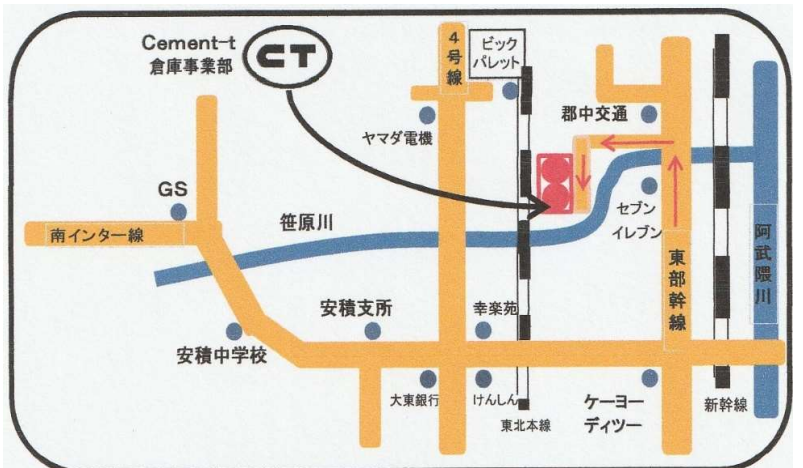 Cement-t
倉庫事業部
CT
4号線
ビック
パレット
郡中交通
ヤマダ電機
GS
南インター線
笹原川
セブン
イレブン
東部幹線
阿武隈川
安積支所
幸楽苑
安積中学校
大東銀行
けんしん
東北本線
ケーヨー
ディツー
新幹線